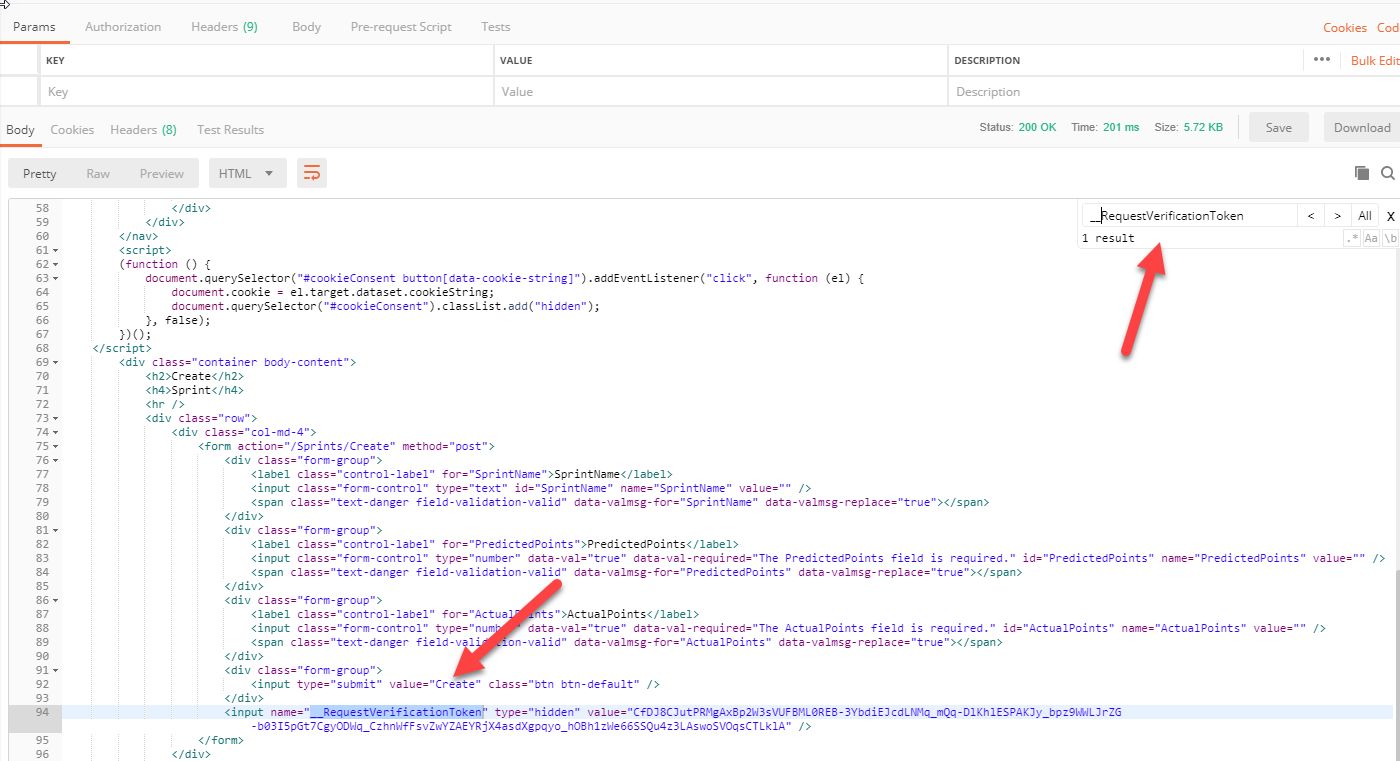 Params Authorization Headers (9) Body Pre-request Script Tests Cookies Cod
KEY VALUE DESCRIPTION ••• Bulk Edit
Key Value Description
Body Cookies Headers (8) Test Results Status: 200 OK Time: 201 ms Size: 5.72 KB Save Download
Pretty Raw Preview HTML
__RequestVerificationToken < > All X
1 result .* Aa \b
58 </div>
59 </div>
60 </nav>
61 <script>
62 (function () {
63 document.querySelector("#cookieConsent button[data-cookie-string]").addEventListener("click", function (el) {
64 document.cookie = el.target.dataset.cookieString;
65 document.querySelector("#cookieConsent").classList.add("hidden");
66 }, false);
67 })();
68 </script>
69 <div class="container body-content">
70 <h2>Create</h2>
71 <h4>Sprint</h4>
72 <hr />
73 <div class="row">
74 <div class="col-md-4">
75 <form action="/Sprints/Create" method="post">
76 <div class="form-group">
77 <label class="control-label" for="SprintName">SprintName</label>
78 <input class="form-control" type="text" id="SprintName" name="SprintName" value="" />
79 <span class="text-danger field-validation-valid" data-valmsg-for="SprintName" data-valmsg-replace="true"></span>
80 </div>
81 <div class="form-group">
82 <label class="control-label" for="PredictedPoints">PredictedPoints</label>
83 <input class="form-control" type="number" data-val="true" data-val-required="The PredictedPoints field is required." id="PredictedPoints" name="PredictedPoints" value="" />
84 <span class="text-danger field-validation-valid" data-valmsg-for="PredictedPoints" data-valmsg-replace="true"></span>
85 </div>
86 <div class="form-group">
87 <label class="control-label" for="ActualPoints">ActualPoints</label>
88 <input class="form-control" type="number" data-val="true" data-val-required="The ActualPoints field is required." id="ActualPoints" name="ActualPoints" value="" />
89 <span class="text-danger field-validation-valid" data-valmsg-for="ActualPoints" data-valmsg-replace="true"></span>
90 </div>
91 <div class="form-group">
92 <input type="submit" value="Create" class="btn btn-default" />
93 </div>
94 <input name="__RequestVerificationToken" type="hidden" value="CfDJ8CJutPRMgAxBp2W3sVUFBML0REB-3YbdiEJcdLNMq_mQq-DlKhlESPAKJy_bpz9WWLJrZG
-b03I5pGt7CgyODWq_CzhnWfFsvZwYZAEYRjX4asdXgpqyo_hOBh1zWe66SSQu4z3LAswoSVOqsCTLklA" />
95 </form>
96 </div>